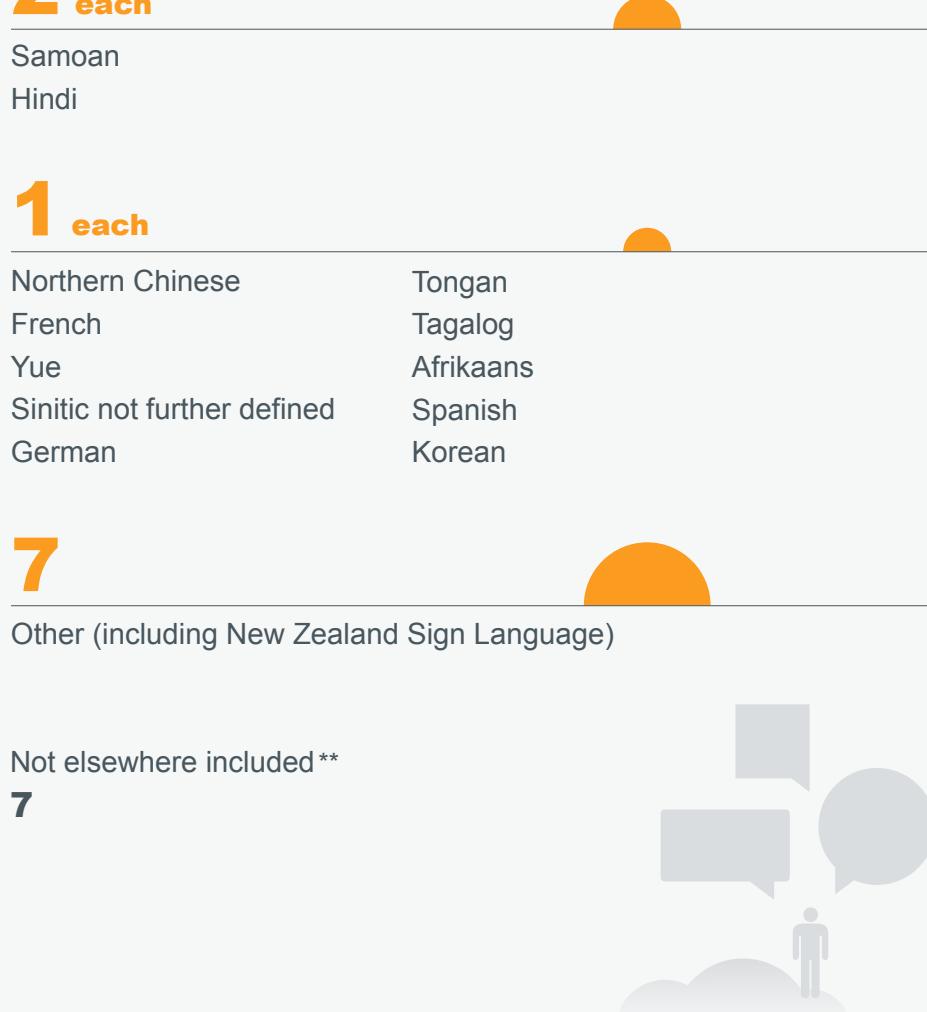 2 each
Samoan
Hindi
1 each
Northern Chinese
French
Yue
Sinitic not further defined
German
Tongan
Tagalog
Afrikaans
Spanish
Korean
7
Other (including New Zealand Sign Language)
Not elsewhere included**
7